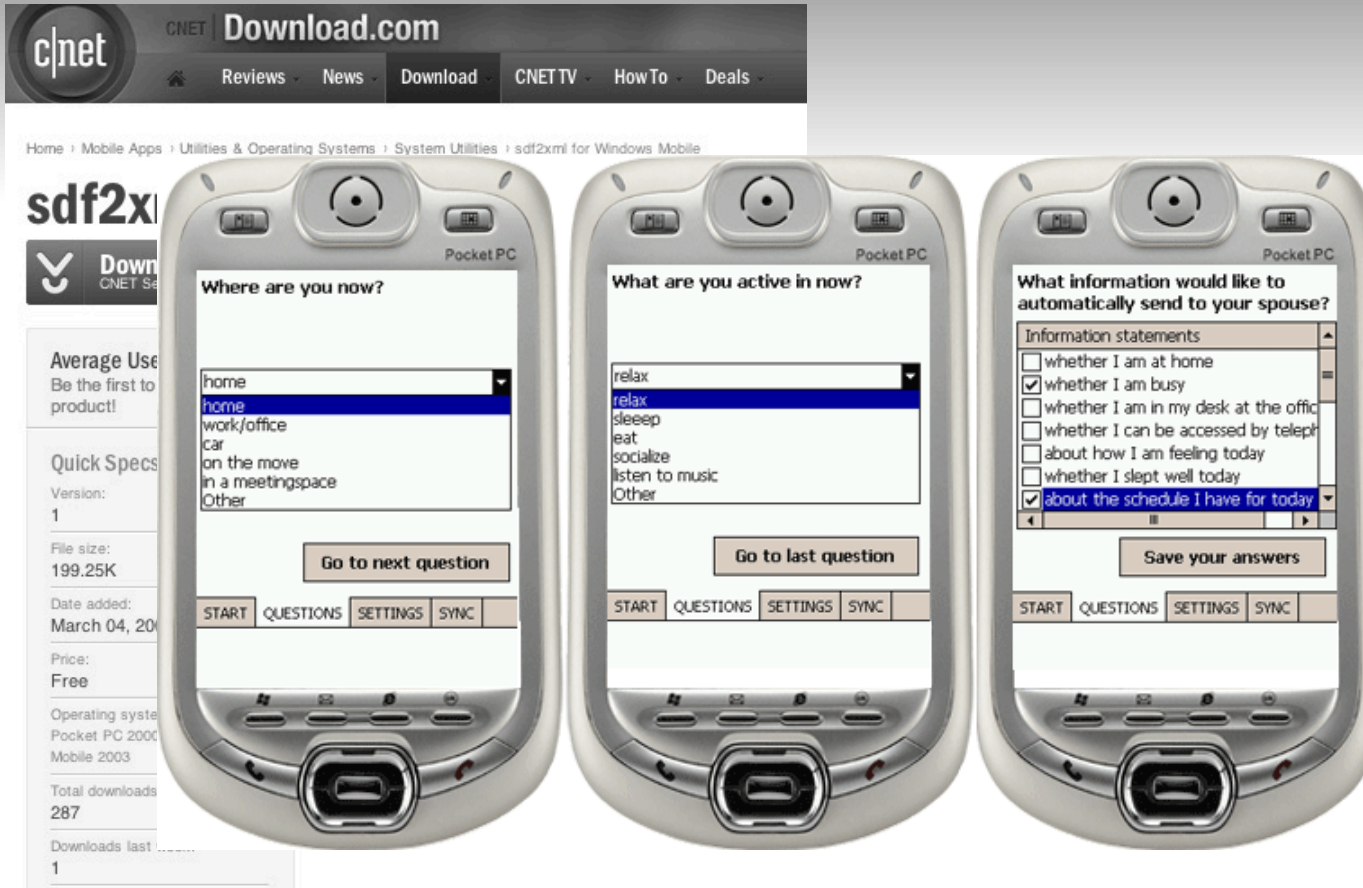 c|net
CNET | Download.com
Reviews News Download CNET TV How To Deals
Home › Mobile Apps › Utilities & Operating Systems › System Utilities › sdf2xml for Windows Mobile
sdf2x
Down
CNET Se
Average Use
Be the first to
product!
Quick Specs
Version:
1
File size:
199.25K
Date added:
March 04, 20
Price:
Free
Operating syste
Pocket PC 2000
Mobile 2003
Total downloads
287
Downloads last
1
Pocket PC
Where are you now?
home
home
work/office
car
on the move
in a meetingspace
Other
Go to next question
START QUESTIONS SETTINGS SYNC
Pocket PC
What are you active in now?
relax
relax
sleeep
eat
socialize
listen to music
Other
Go to last question
START QUESTIONS SETTINGS SYNC
Pocket PC
What information would like to
automatically send to your spouse?
Information statements
whether I am at home
whether I am busy
whether I am in my desk at the offic
whether I can be accessed by teleph
about how I am feeling today
whether I slept well today
about the schedule I have for today
Save your answers
START QUESTIONS SETTINGS SYNC